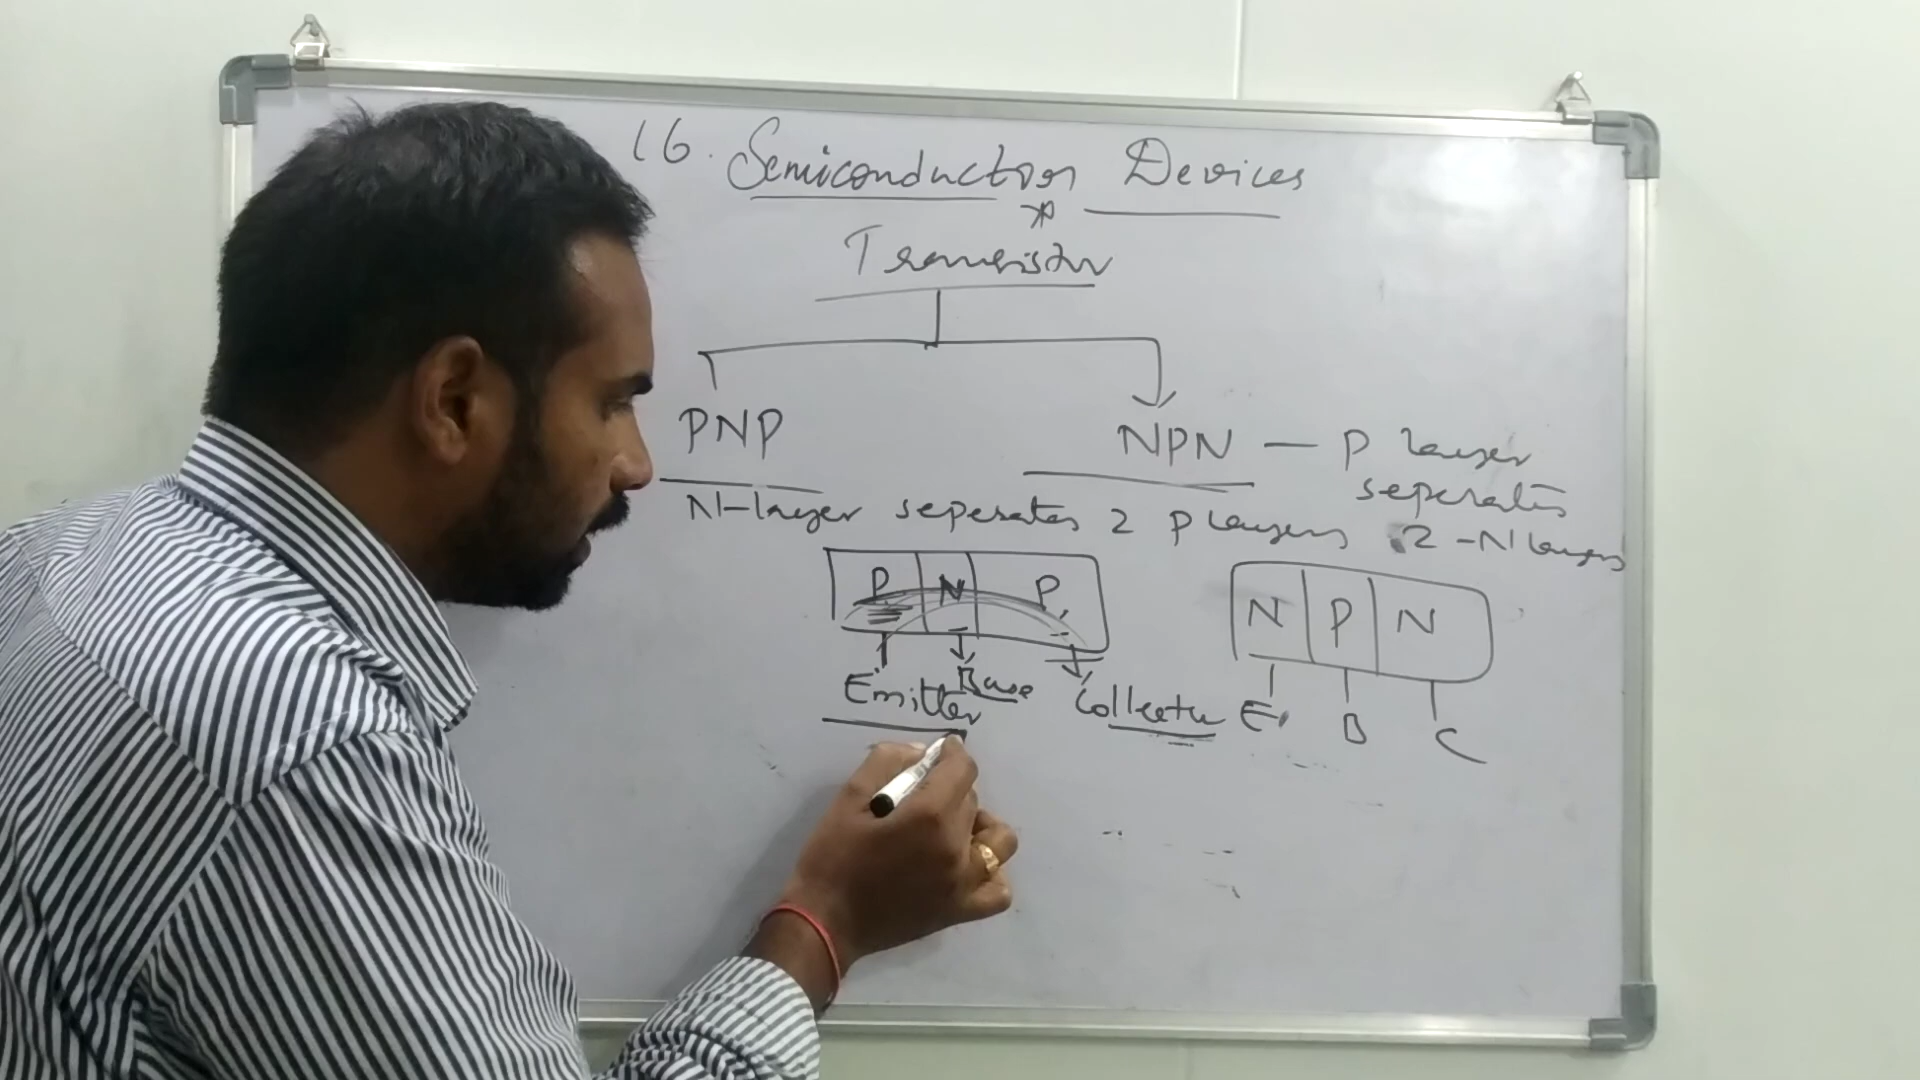 16. Semiconductor Devices
Transistor
PNP
NPN — P layer
seperates
2 - N layers
N-layer seperates 2 P layers
P N P
Emitter Base Collector
N P N
E B C